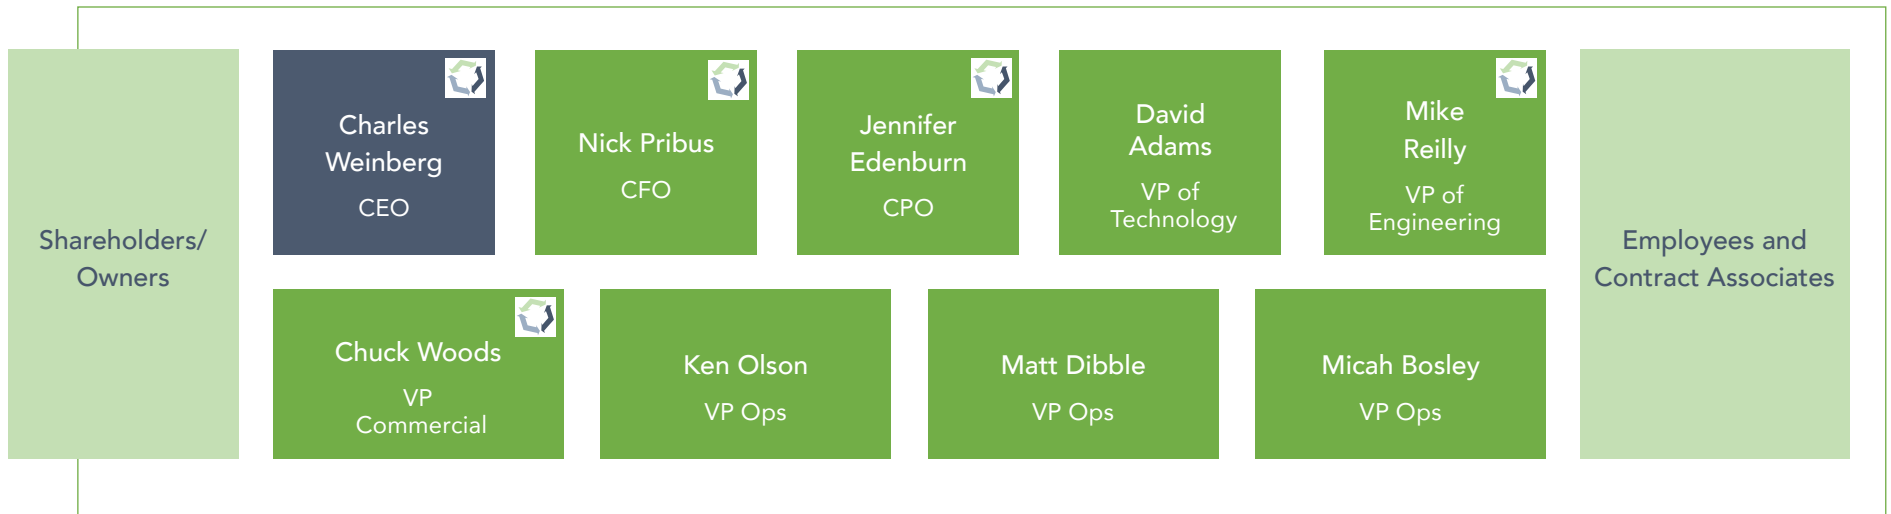 Shareholders/
Owners
Charles
Weinberg
CEO
Nick Pribus
CFO
Jennifer
Edenburn
CPO
David
Adams
VP of
Technology
Mike
Reilly
VP of
Engineering
Chuck Woods
VP
Commercial
Ken Olson
VP Ops
Matt Dibble
VP Ops
Micah Bosley
VP Ops
Employees and
Contract Associates